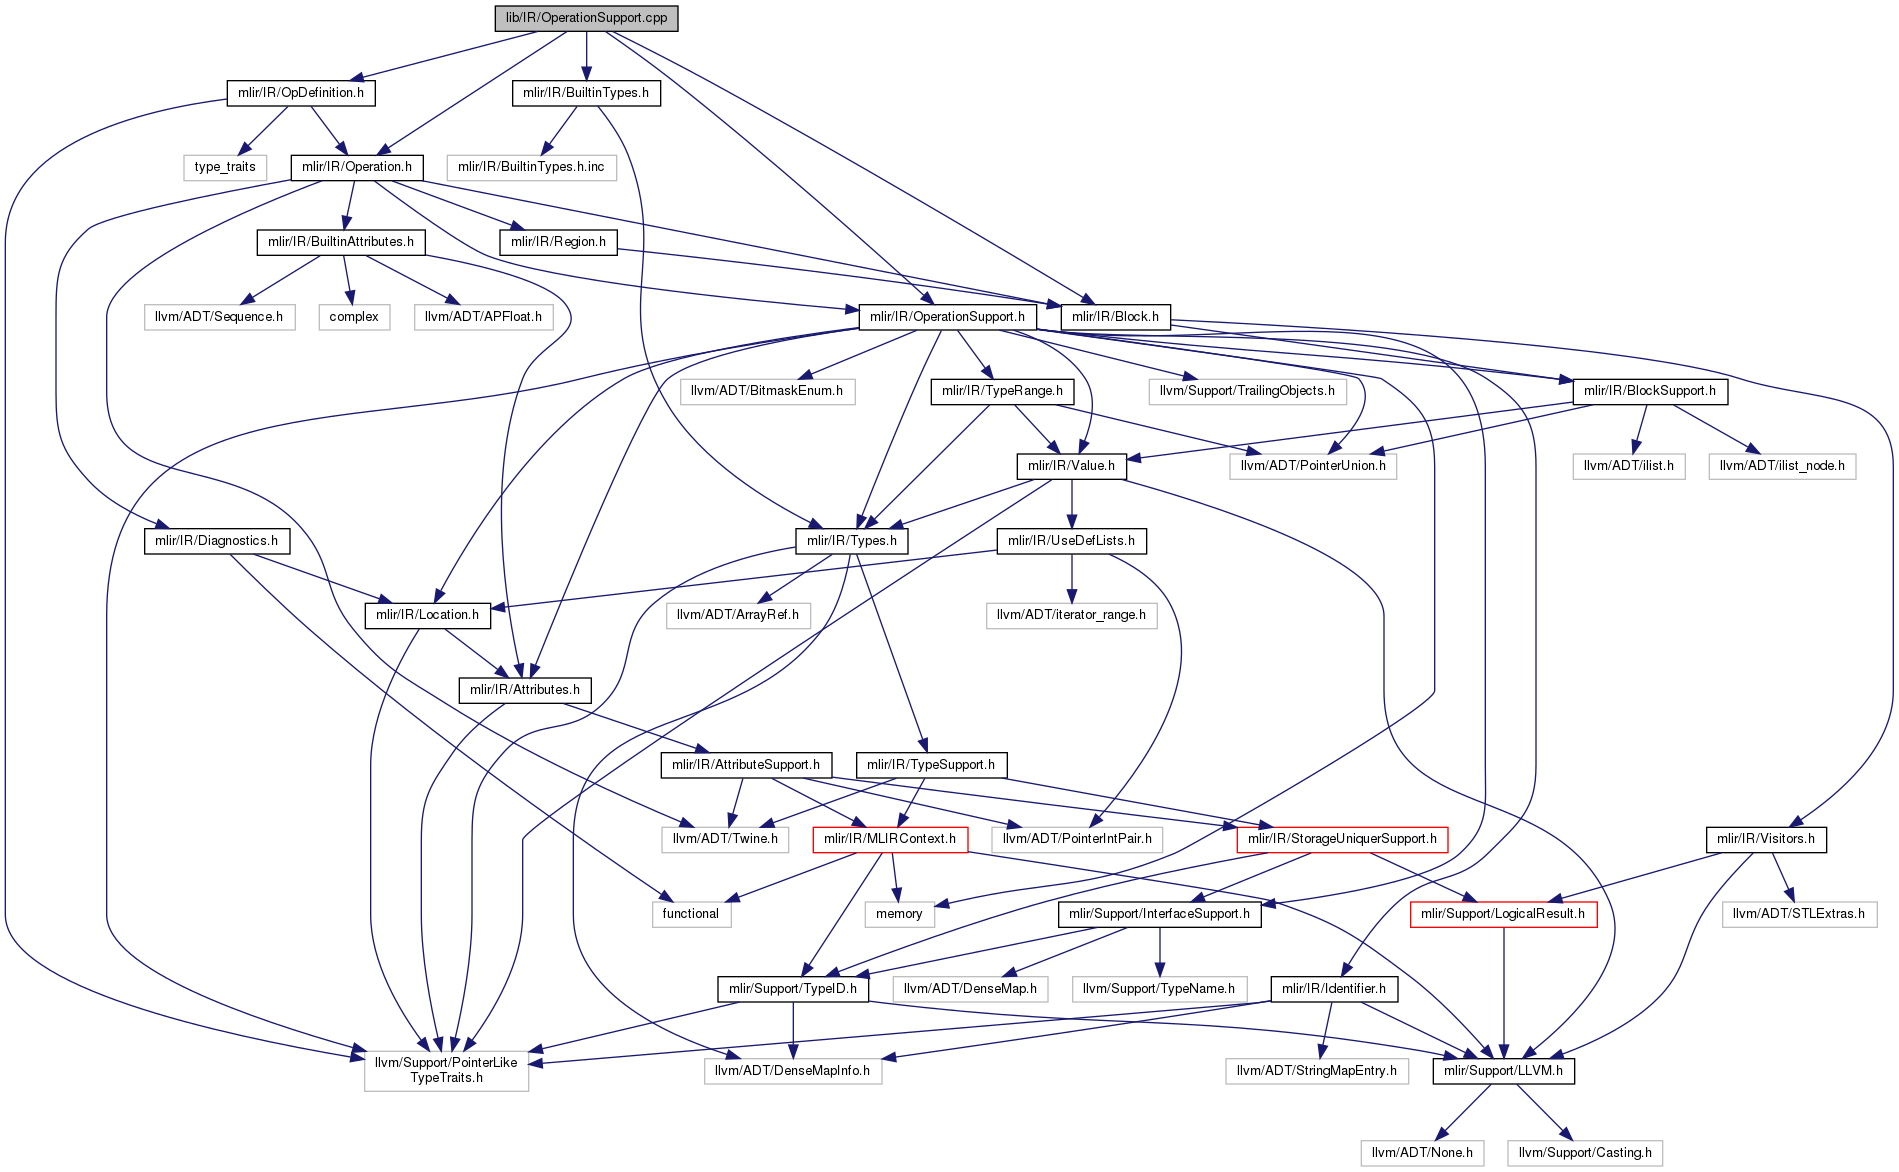 lib/IR/OperationSupport.cpp
mlir/IR/OpDefinition.h
mlir/IR/BuiltinTypes.h
type_traits
mlir/IR/Operation.h
mlir/IR/BuiltinTypes.h.inc
mlir/IR/BuiltinAttributes.h
mlir/IR/Region.h
llvm/ADT/Sequence.h
complex
llvm/ADT/APFloat.h
mlir/IR/OperationSupport.h
mlir/IR/Block.h
llvm/ADT/BitmaskEnum.h
mlir/IR/TypeRange.h
llvm/Support/TrailingObjects.h
mlir/IR/BlockSupport.h
mlir/IR/Value.h
llvm/ADT/PointerUnion.h
llvm/ADT/ilist.h
llvm/ADT/ilist_node.h
mlir/IR/Diagnostics.h
mlir/IR/Types.h
mlir/IR/UseDefLists.h
mlir/IR/Location.h
llvm/ADT/ArrayRef.h
llvm/ADT/iterator_range.h
mlir/IR/Attributes.h
mlir/IR/AttributeSupport.h
mlir/IR/TypeSupport.h
llvm/ADT/Twine.h
mlir/IR/MLIRContext.h
llvm/ADT/PointerIntPair.h
mlir/IR/StorageUniquerSupport.h
mlir/IR/Visitors.h
functional
memory
mlir/Support/InterfaceSupport.h
mlir/Support/LogicalResult.h
llvm/ADT/STLExtras.h
mlir/Support/TypeID.h
llvm/ADT/DenseMap.h
llvm/Support/TypeName.h
mlir/IR/Identifier.h
llvm/Support/PointerLike
TypeTraits.h
llvm/ADT/DenseMapInfo.h
llvm/ADT/StringMapEntry.h
mlir/Support/LLVM.h
llvm/ADT/None.h
llvm/Support/Casting.h